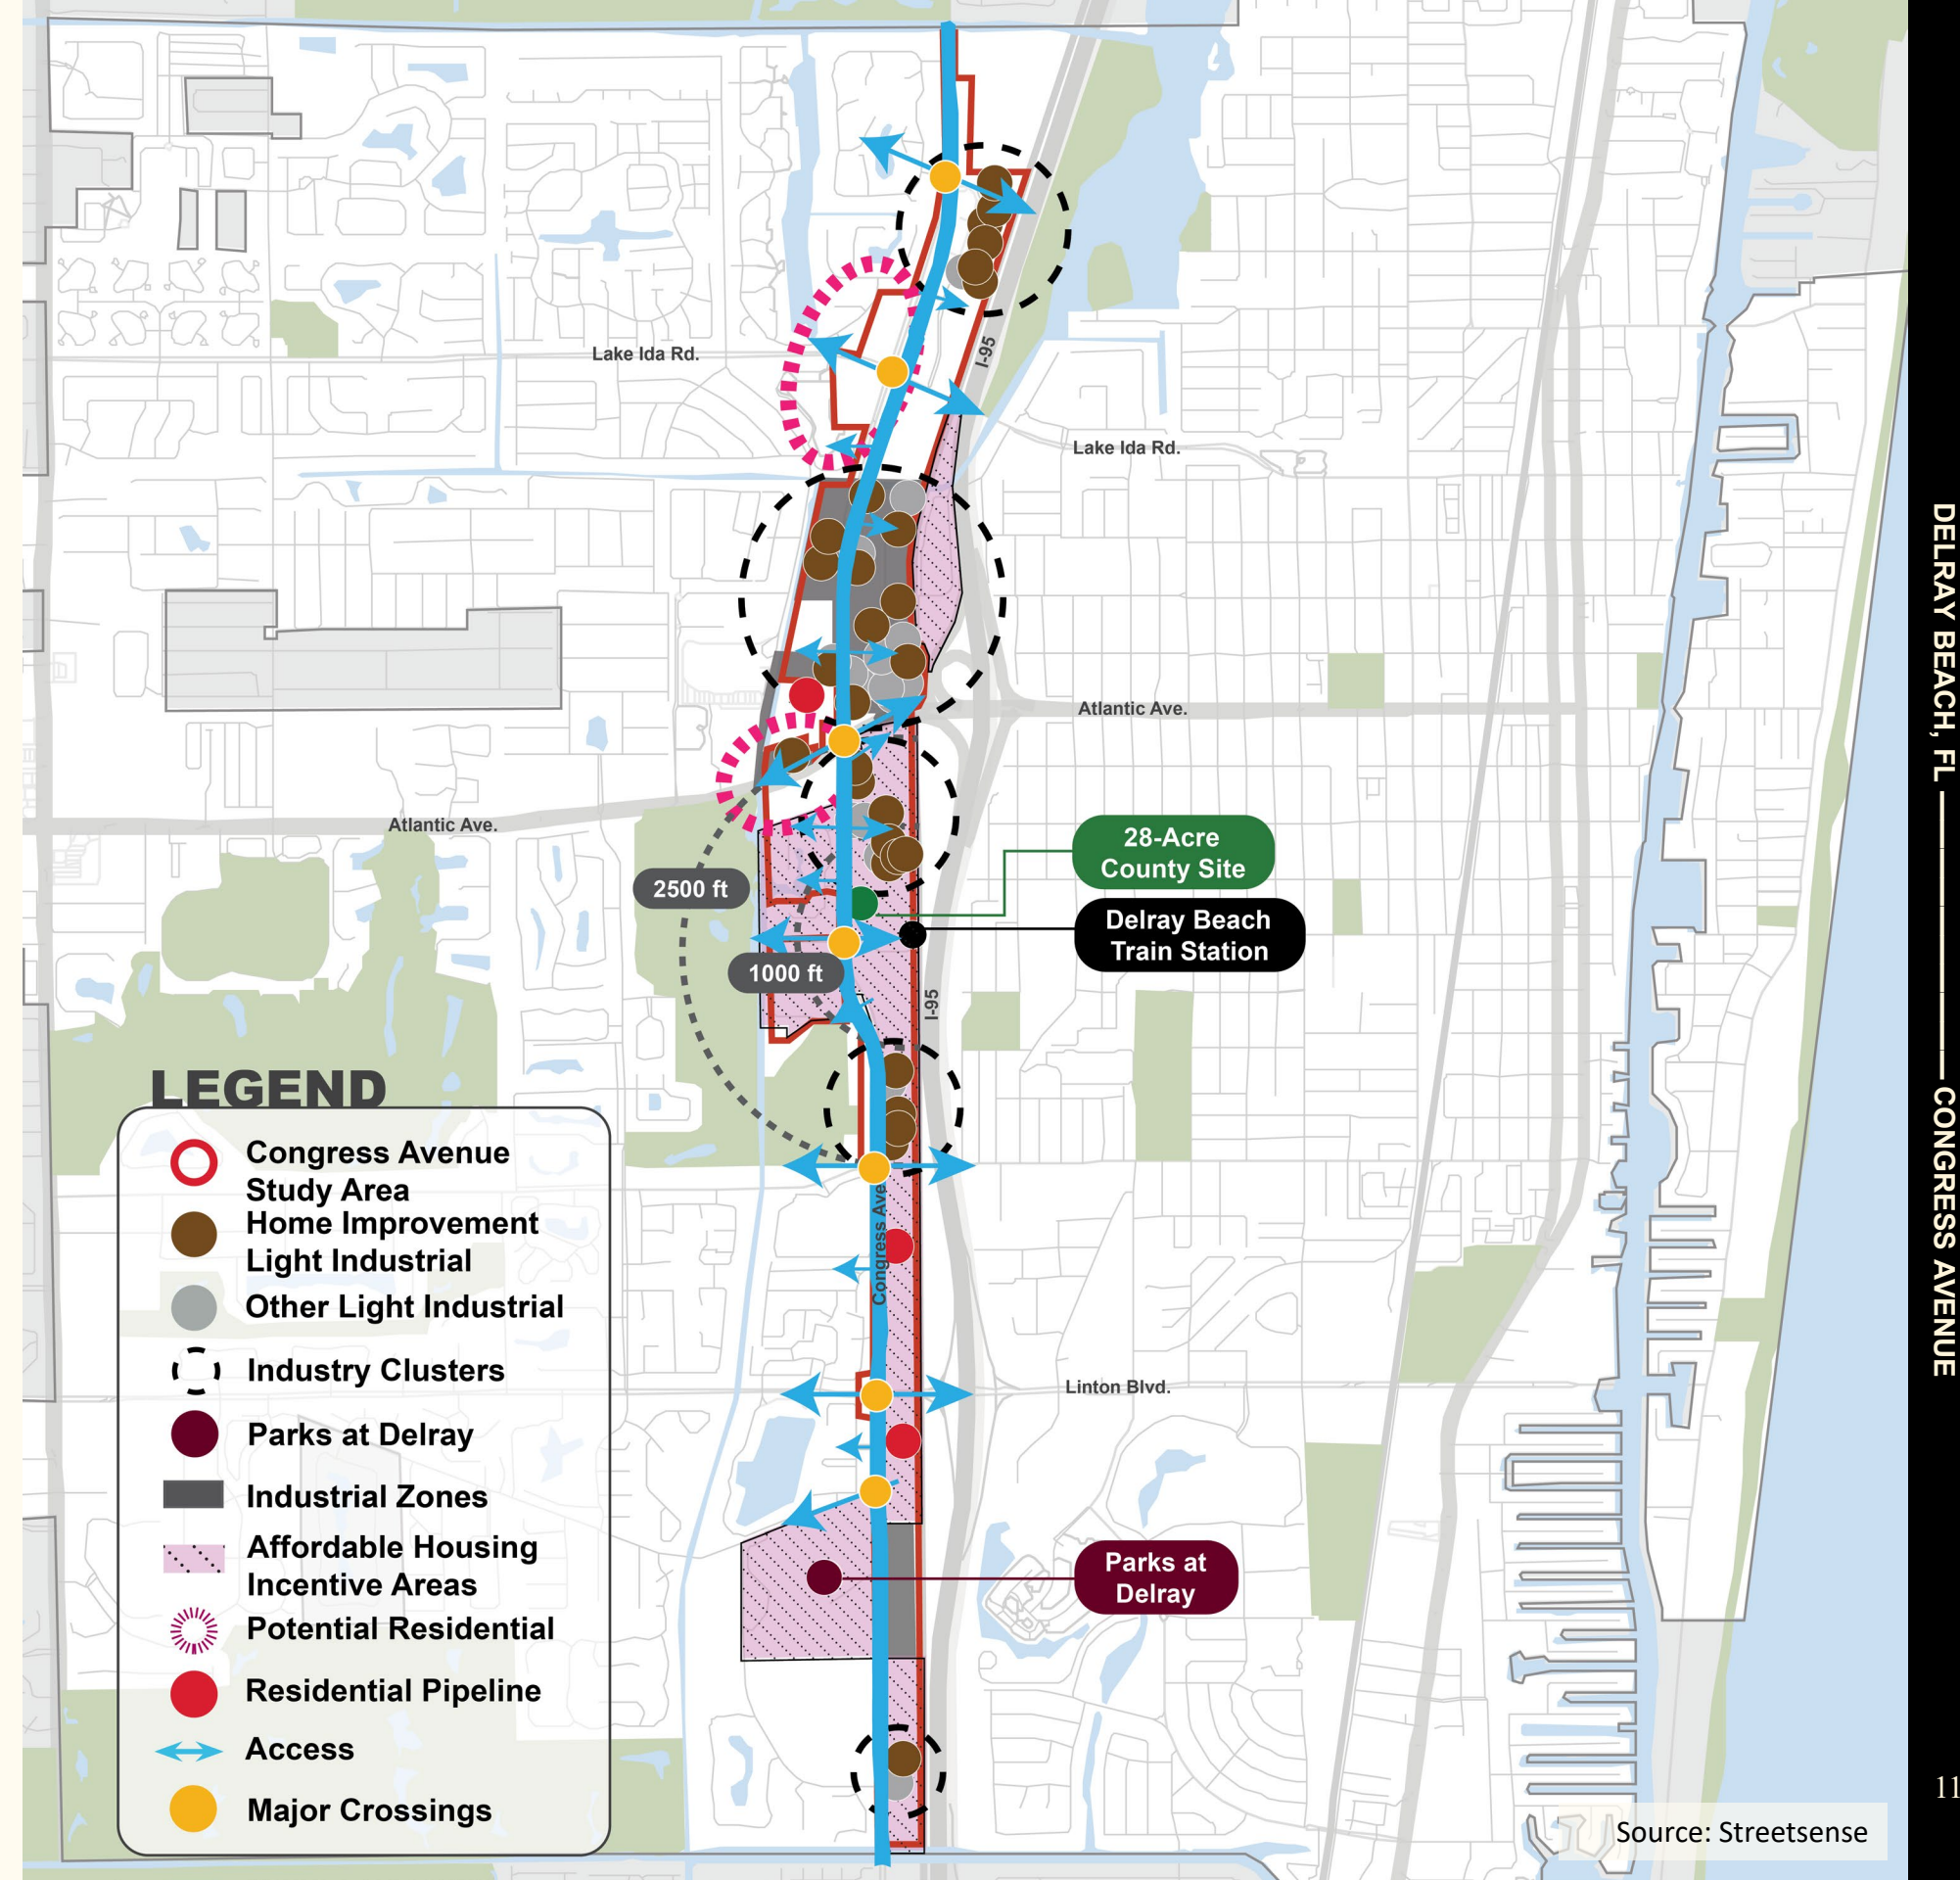 Lake Ida Rd.
I-95
Lake Ida Rd.
Atlantic Ave.
Atlantic Ave.
28-Acre
County Site
2500 ft
Delray Beach
Train Station
1000 ft
I-95
Congress Ave
Linton Blvd.
Parks at
Delray
LEGEND
Congress Avenue
Study Area
Home Improvement
Light Industrial
Other Light Industrial
Industry Clusters
Parks at Delray
Industrial Zones
Affordable Housing
Incentive Areas
Potential Residential
Residential Pipeline
Access
Major Crossings
DELRAY BEACH, FL
CONGRESS AVENUE
11
Source: Streetsense